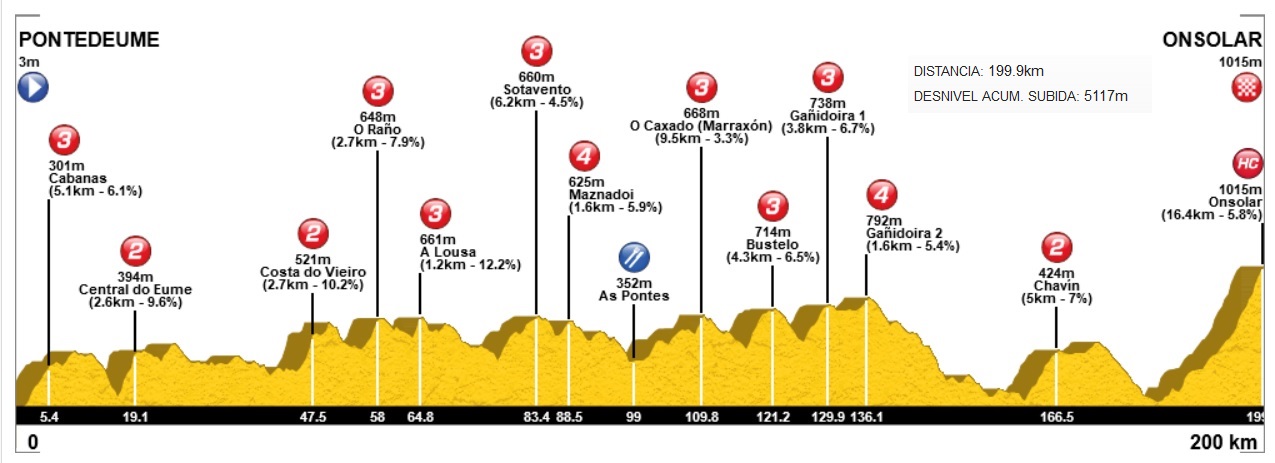 PONTEDEUME
3m
3
301m
Cabanas
(5.1km - 6.1%)
2
394m
Central do Eume
(2.6km - 9.6%)
2
521m
Costa do Vieiro
(2.7km - 10.2%)
3
648m
O Raño
(2.7km - 7.9%)
3
661m
A Lousa
(1.2km - 12.2%)
3
660m
Sotavento
(6.2km - 4.5%)
4
625m
Maznadoi
(1.6km - 5.9%)
352m
As Pontes
3
668m
O Caxado (Marraxón)
(9.5km - 3.3%)
3
714m
Bustelo
(4.3km - 6.5%)
3
738m
Gañidoira 1
(3.8km - 6.7%)
4
792m
Gañidoira 2
(1.6km - 5.4%)
DISTANCIA: 199.9km
DESNIVEL ACUM. SUBIDA: 5117m
2
424m
Chavin
(5km - 7%)
ONSOLAR
1015m
HC
1015m
Onsolar
(16.4km - 5.8%)
5.4 19.1 47.5 58 64.8 83.4 88.5 99 109.8 121.2 129.9 136.1 166.5 199
0 200 km